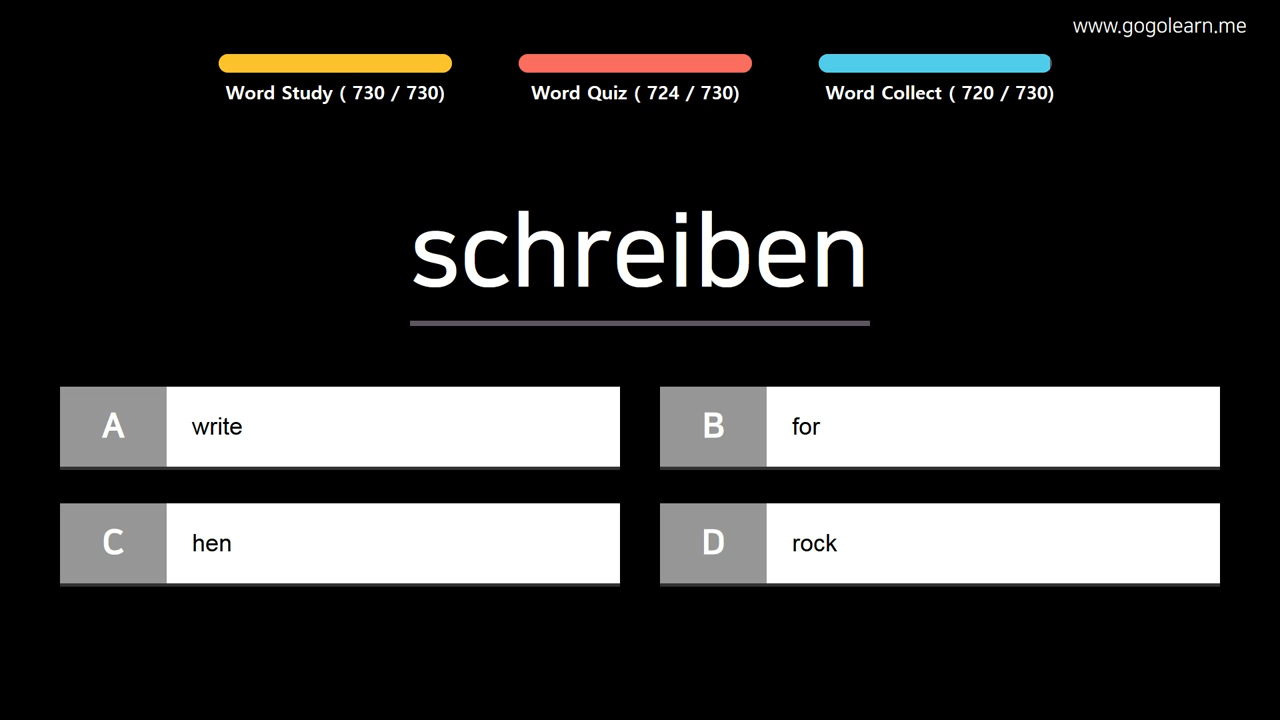 www.gogolearn.me
Word Study ( 730 / 730)
Word Quiz ( 724 / 730)
Word Collect ( 720 / 730)
schreiben
A write
B for
C hen
D rock